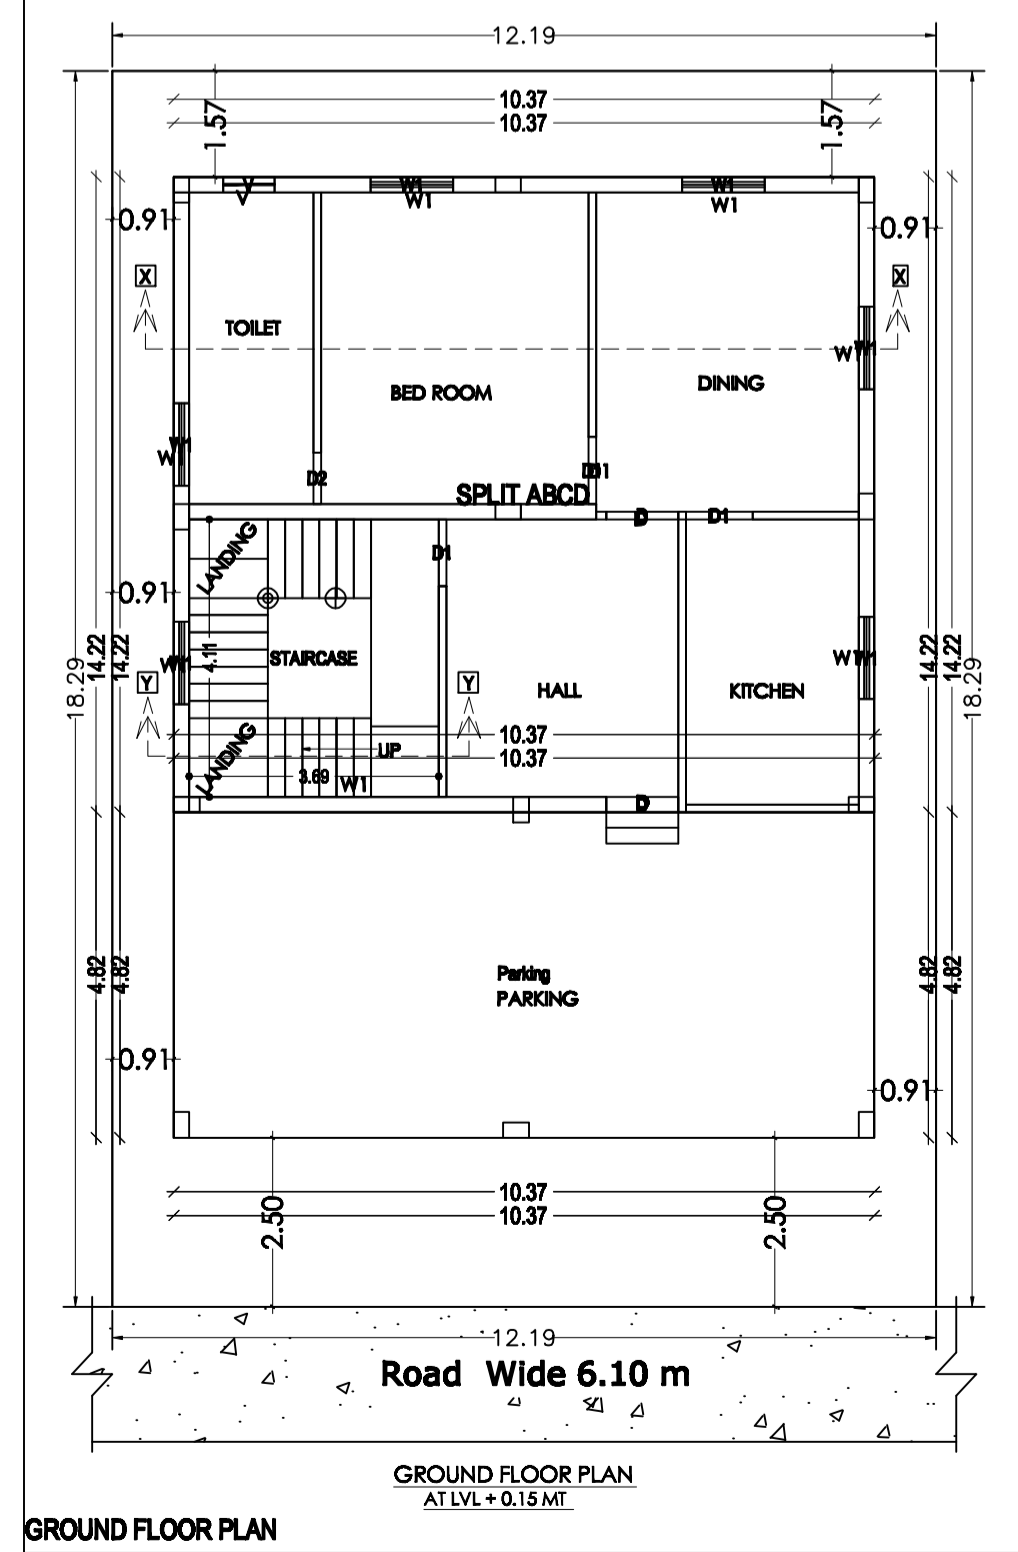 12.19
10.37
10.37
1.57
1.57
V
V
W1
W1
W1
W1
0.91
0.91
X
X
TOILET
W1
W1
DINING
BED ROOM
W1
W1
D2
D1
D1
SPLIT ABCD
D
D1
LANDING
D1
0.91
14.22
14.22
4.11
STAIRCASE
W1
W1
W1
W1
14.22
14.22
18.29
18.29
Y
Y
HALL
KITCHEN
10.37
LANDING
UP
10.37
3.69
W1
D
4.82
4.82
Parking
PARKING
4.82
4.82
0.91
0.91
10.37
2.50
2.50
10.37
12.19
Road Wide 6.10 m
GROUND FLOOR PLAN
AT LVL + 0.15 MT
GROUND FLOOR PLAN